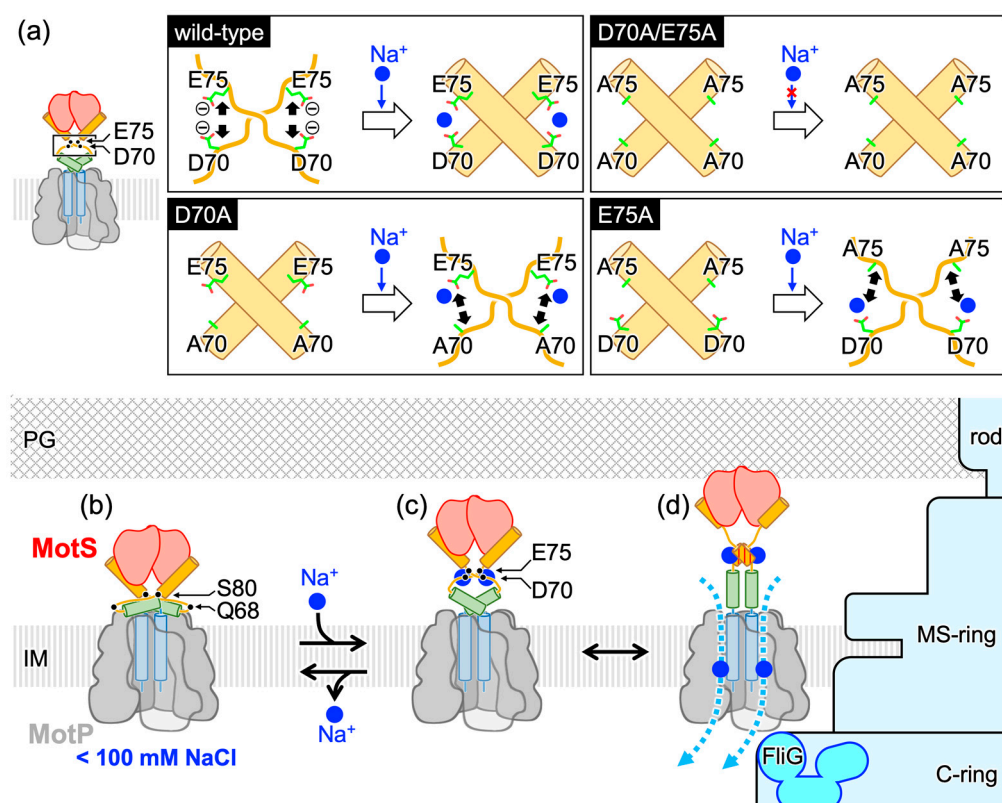 (a)
E75
D70
wild-type
Na⁺
E75 E75
⊖ ⊖
⊖ ⊖
D70 D70
E75 E75
D70 D70
D70A/E75A
Na⁺
A75 A75
A70 A70
A75 A75
A70 A70
D70A
Na⁺
E75 E75
A70 A70
E75 E75
A70 A70
E75A
Na⁺
A75 A75
D70 D70
A75 A75
D70 D70
PG
rod
(b)
MotS
S80
Q68
IM
MotP
< 100 mM NaCl
Na⁺
Na⁺
(c)
E75
D70
(d)
MS-ring
FliG
C-ring